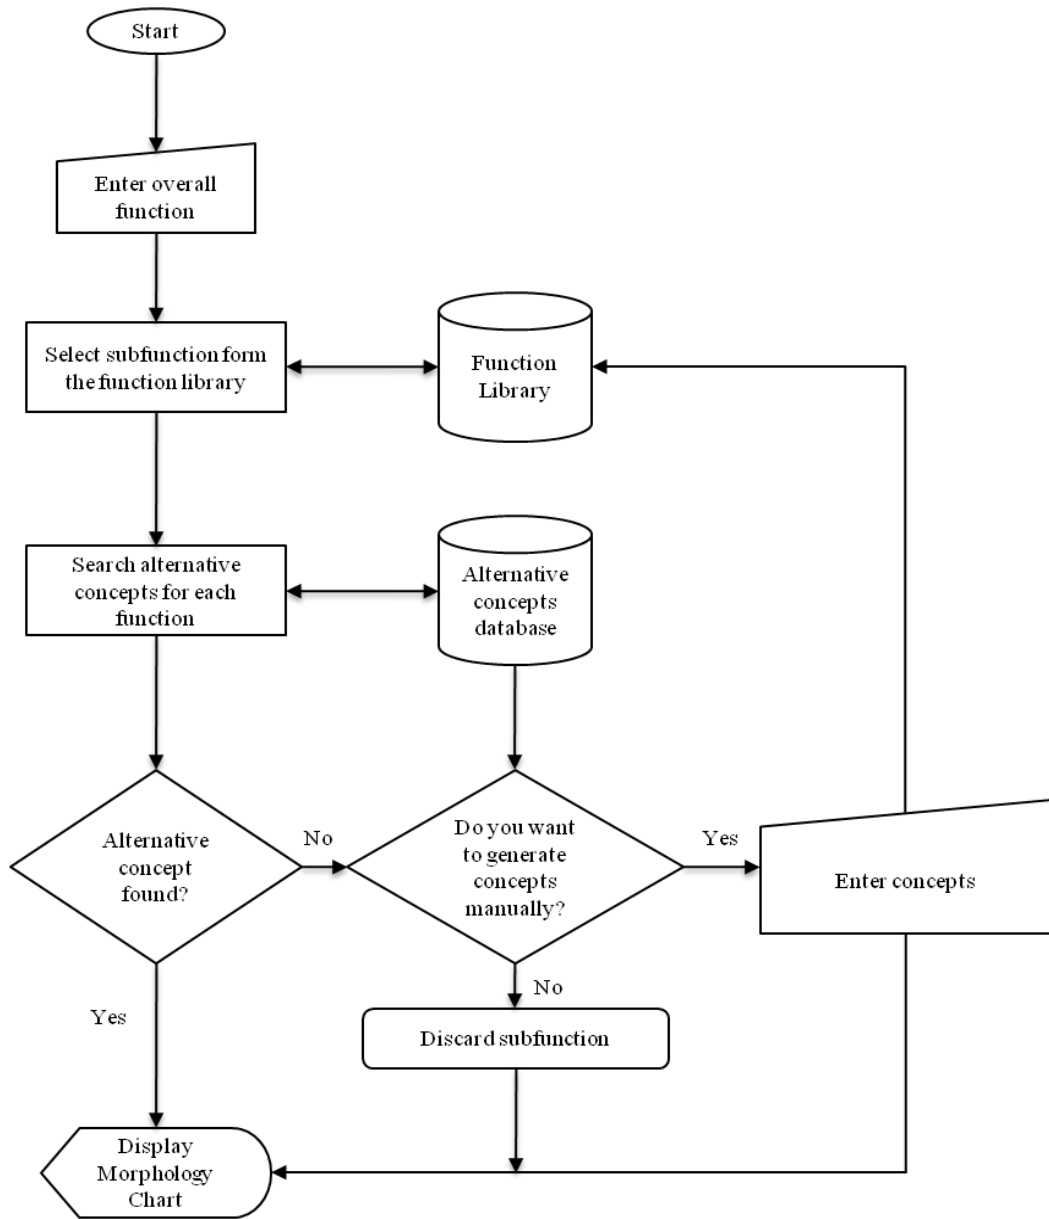 Start
Enter overall
function
Select subfunction form
the function library
Function
Library
Search alternative
concepts for each
function
Alternative
concepts
database
Alternative
concept
found?
No
Do you want
to generate
concepts
manually?
Yes
Enter concepts
Yes
No
Discard subfunction
Display
Morphology
Chart